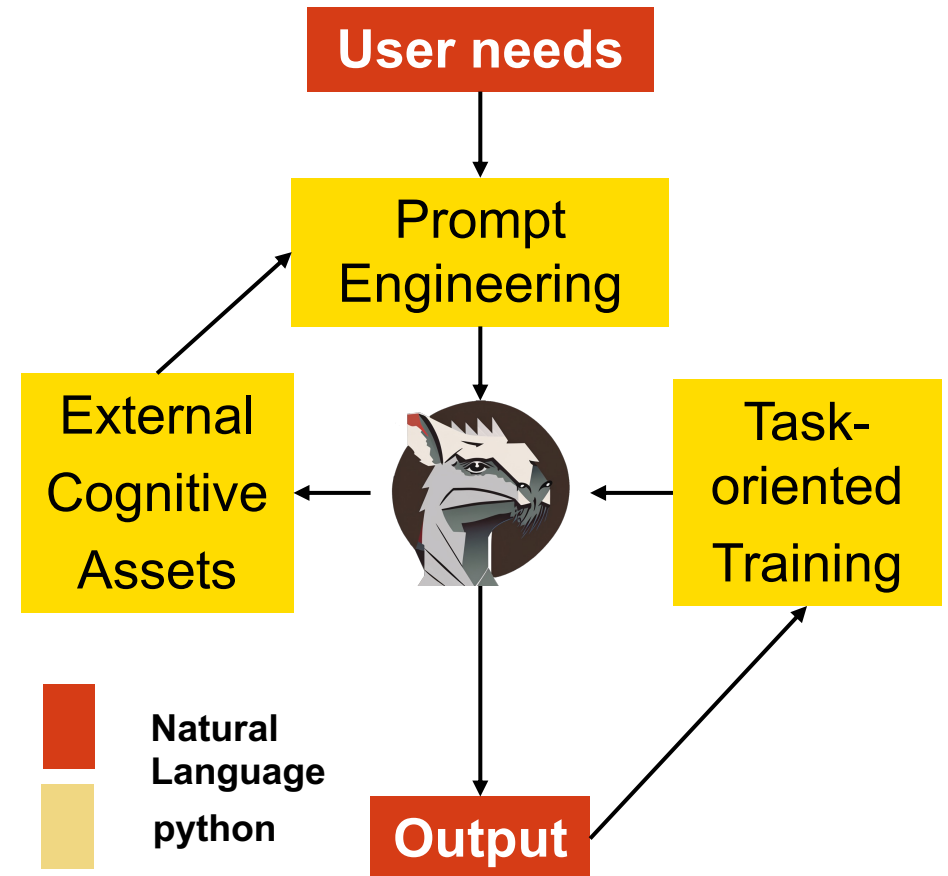 User needs
Prompt
Engineering
External
Cognitive
Assets
Task-
oriented
Training
Natural
Language
python
Output